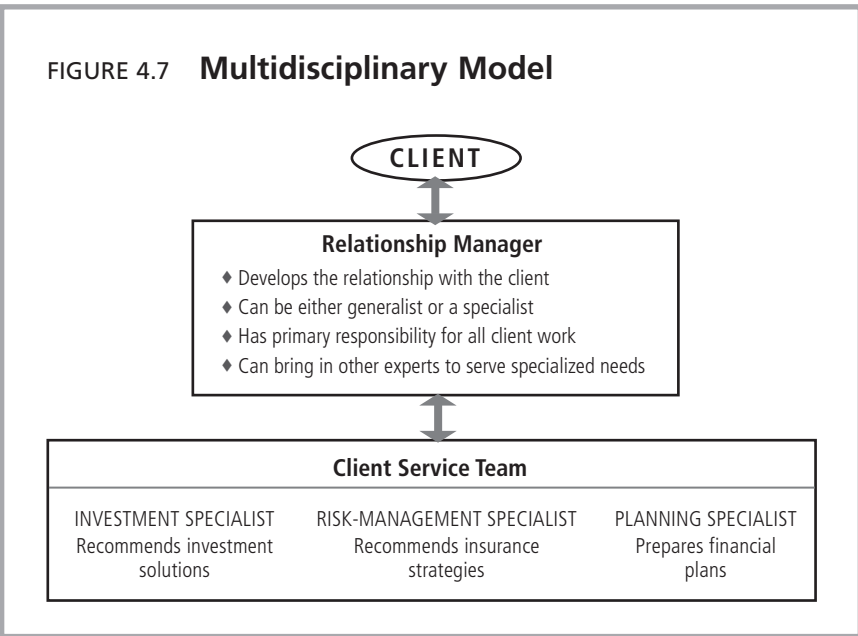 FIGURE 4.7 Multidisciplinary Model
CLIENT
Relationship Manager
♦ Develops the relationship with the client
♦ Can be either generalist or a specialist
♦ Has primary responsibility for all client work
♦ Can bring in other experts to serve specialized needs
Client Service Team
INVESTMENT SPECIALIST
Recommends investment
solutions
RISK-MANAGEMENT SPECIALIST
Recommends insurance
strategies
PLANNING SPECIALIST
Prepares financial
plans